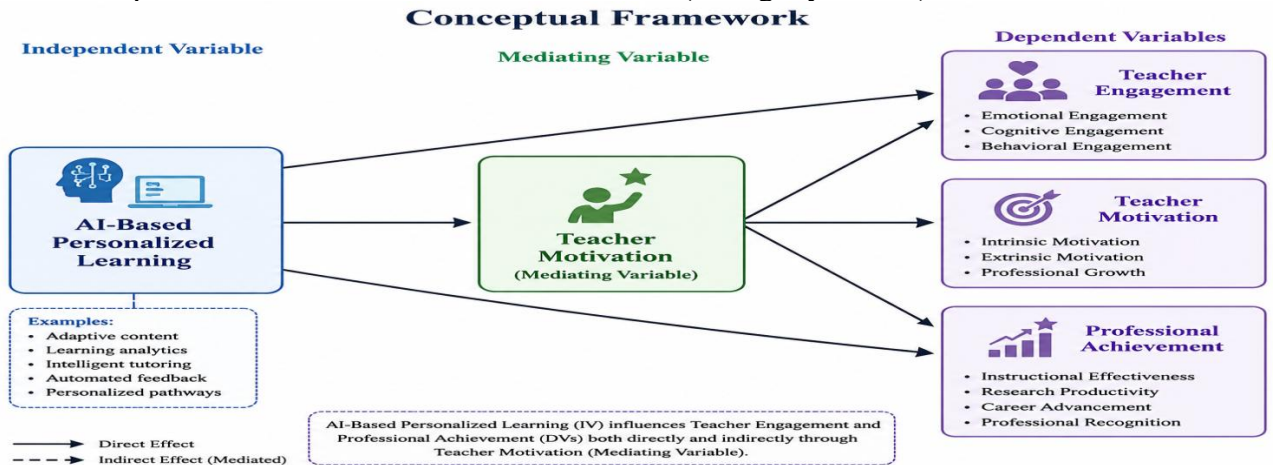 Conceptual Framework
Independent Variable
Mediating Variable
Dependent Variables
AI-Based
Personalized
Learning
Examples:
• Adaptive content
• Learning analytics
• Intelligent tutoring
• Automated feedback
• Personalized pathways
Teacher
Motivation
(Mediating Variable)
Teacher
Engagement
• Emotional Engagement
• Cognitive Engagement
• Behavioral Engagement
Teacher
Motivation
• Intrinsic Motivation
• Extrinsic Motivation
• Professional Growth
Professional
Achievement
• Instructional Effectiveness
• Research Productivity
• Career Advancement
• Professional Recognition
Direct Effect
Indirect Effect (Mediated)
AI-Based Personalized Learning (IV) influences Teacher Engagement and
Professional Achievement (DVs) both directly and indirectly through
Teacher Motivation (Mediating Variable).